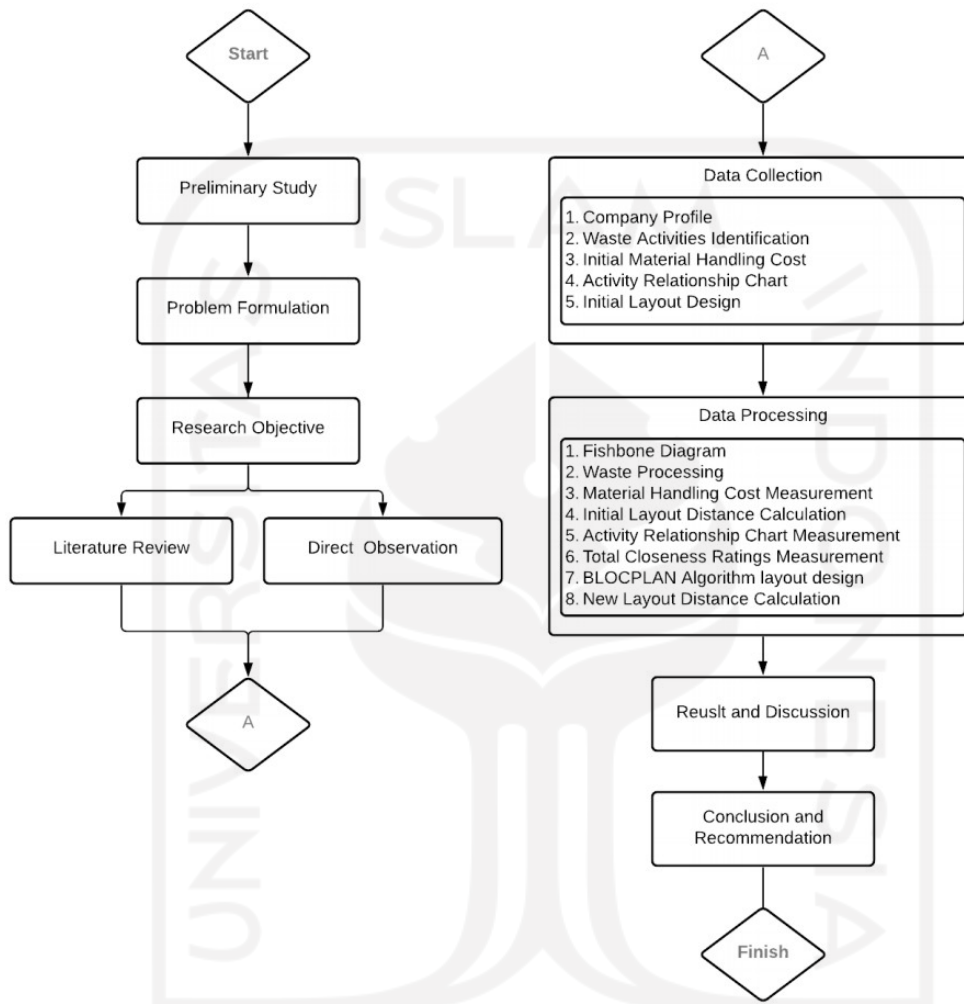 Start
Preliminary Study
Problem Formulation
Research Objective
Literature Review
Direct Observation
A
A
Data Collection
1. Company Profile
2. Waste Activities Identification
3. Initial Material Handling Cost
4. Activity Relationship Chart
5. Initial Layout Design
Data Processing
1. Fishbone Diagram
2. Waste Processing
3. Material Handling Cost Measurement
4. Initial Layout Distance Calculation
5. Activity Relationship Chart Measurement
6. Total Closeness Ratings Measurement
7. BLOCPLAN Algorithm layout design
8. New Layout Distance Calculation
Reuslt and Discussion
Conclusion and
Recommendation
Finish
UNIVERSITAS
ISLAM
INDONESIA